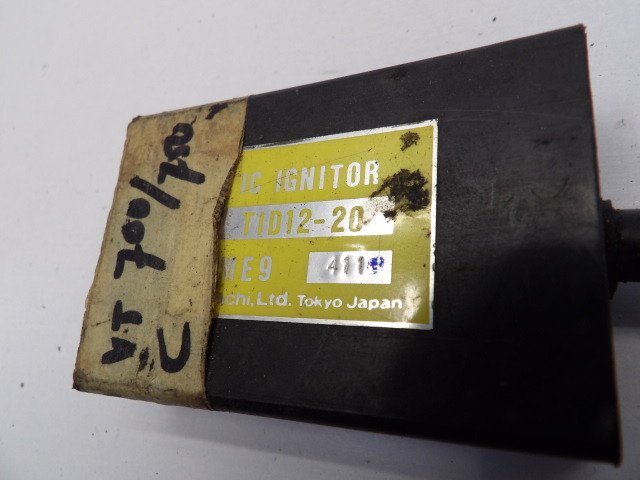 IC IGNITOR
TID12-20
ME9 411
chi, Ltd. Tokyo Japan
VT 700/750
C